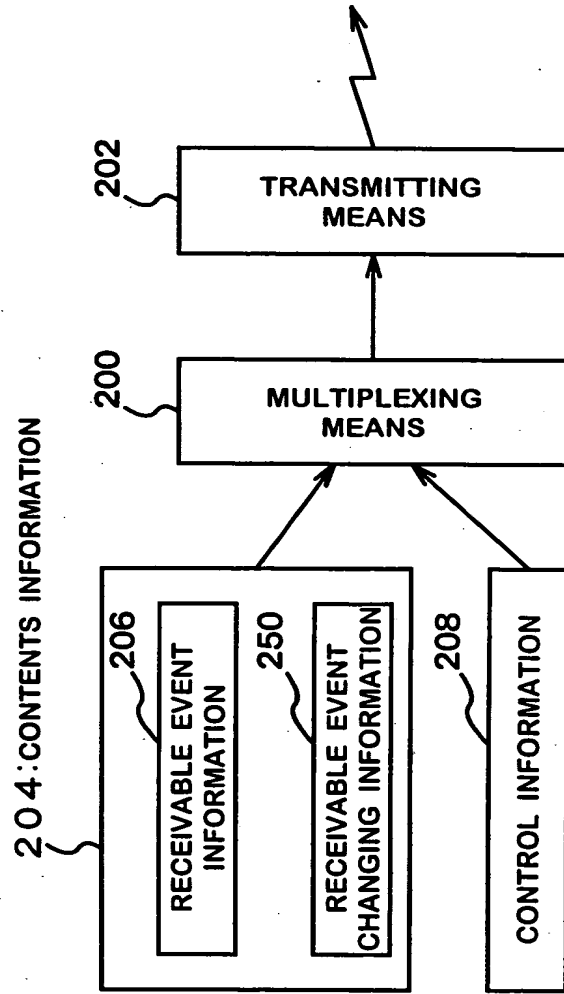 204:CONTENTS INFORMATION
206
RECEIVABLE EVENT
INFORMATION
250
RECEIVABLE EVENT
CHANGING INFORMATION
208
CONTROL INFORMATION
200
MULTIPLEXING
MEANS
202
TRANSMITTING
MEANS